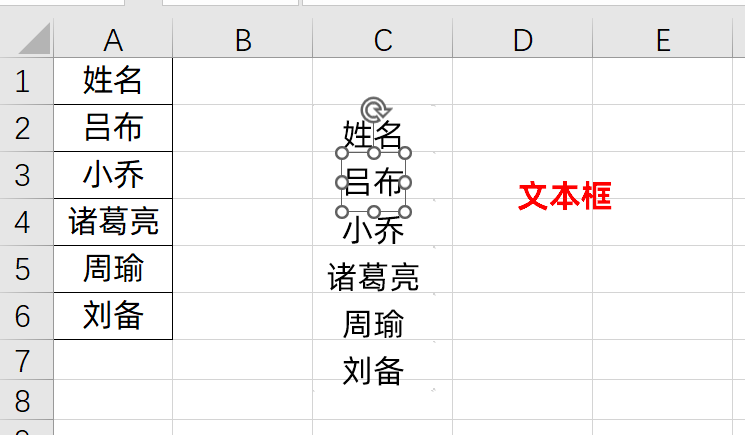 A B C D E
1 姓名
2 吕布 姓名
3 小乔 吕布 文本框
4 诸葛亮 小乔
5 周瑜 诸葛亮
6 刘备 周瑜
7 刘备
8